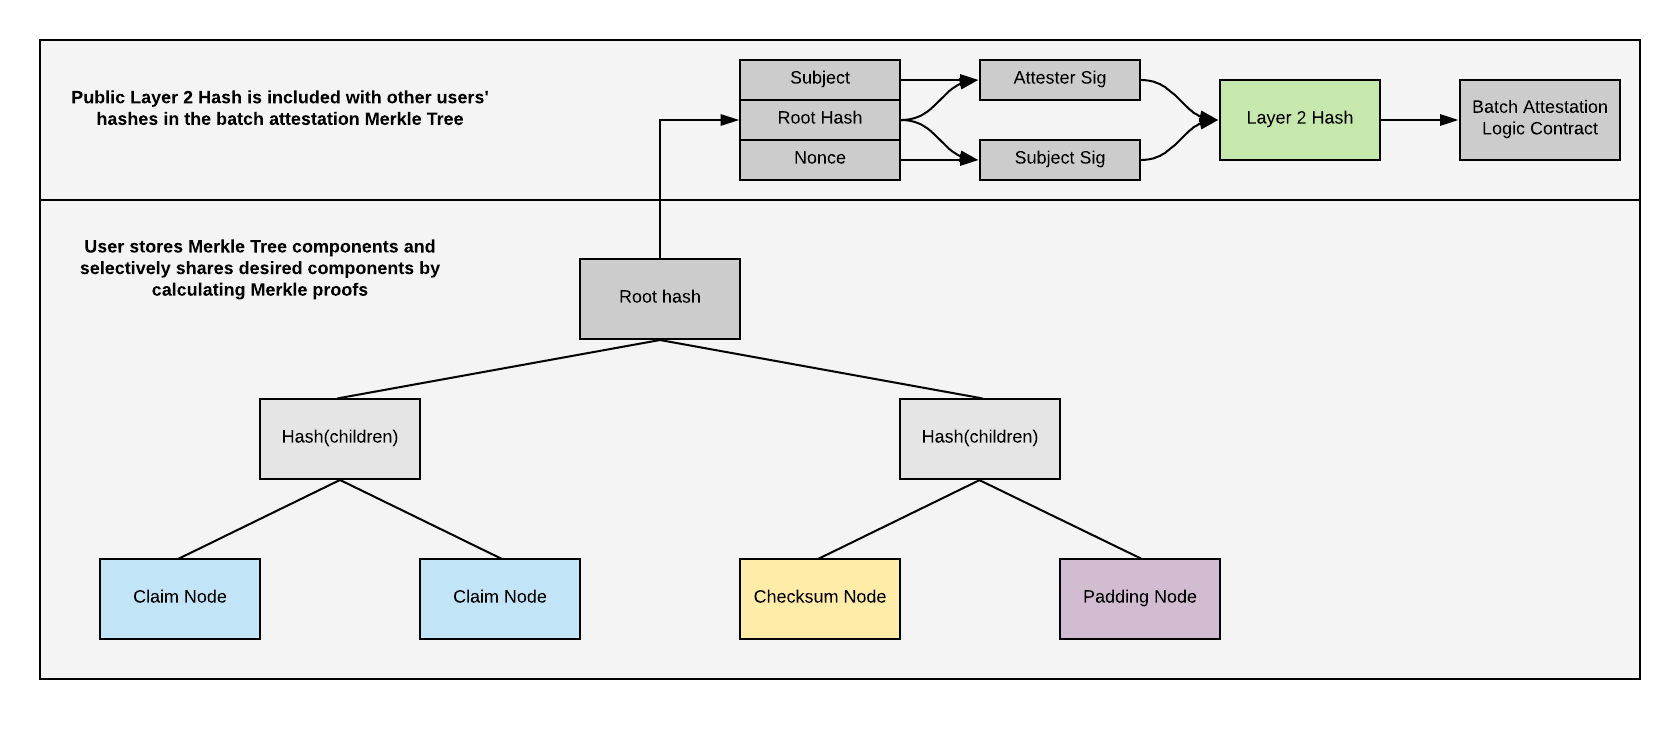 Public Layer 2 Hash is included with other users'
hashes in the batch attestation Merkle Tree
Subject
Root Hash
Nonce
Attester Sig
Subject Sig
Layer 2 Hash
Batch Attestation
Logic Contract
User stores Merkle Tree components and
selectively shares desired components by
calculating Merkle proofs
Root hash
Hash(children)
Hash(children)
Claim Node
Claim Node
Checksum Node
Padding Node